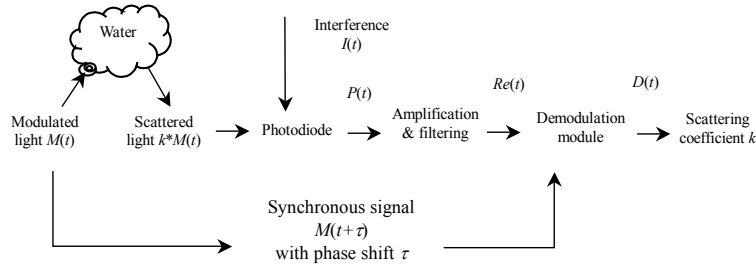 Water
Interference
I(t)
P(t)
Re(t)
D(t)
Modulated
light M(t)
Scattered
light k*M(t)
Photodiode
Amplification
& filtering
Demodulation
module
Scattering
coefficient k
Synchronous signal
M(t+τ)
with phase shift τ